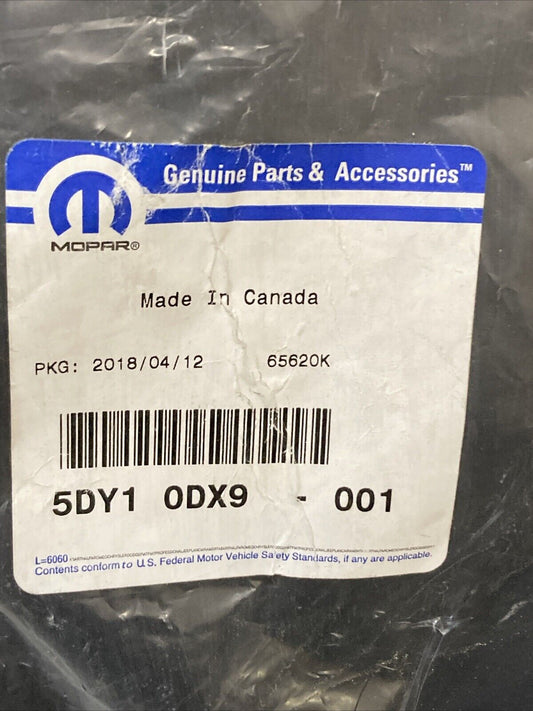 Genuine Parts & Accessories™
MOPAR®
Made In Canada
PKG: 2018/04/12 65620K
5DY1 0DX9 - 001
L=6060
Contents conform to U.S. Federal Motor Vehicle Safety Standards, if any are applicable.